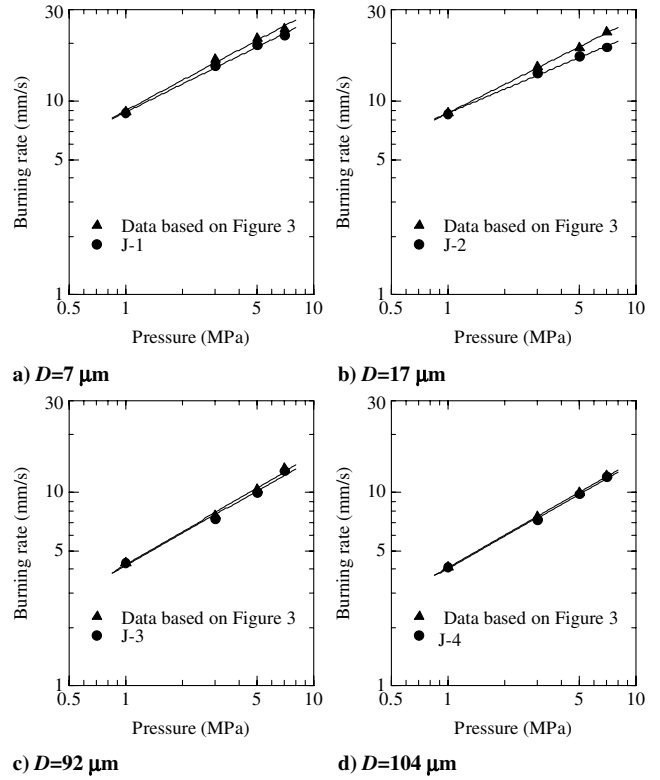 30
10
5
1
0.5
1
5
10
Burning rate (mm/s)
Pressure (MPa)
Data based on Figure 3
J-1
a) D=7 μm
30
10
5
1
0.5
1
5
10
Burning rate (mm/s)
Pressure (MPa)
Data based on Figure 3
J-2
b) D=17 μm
30
10
5
1
0.5
1
5
10
Burning rate (mm/s)
Pressure (MPa)
Data based on Figure 3
J-3
c) D=92 μm
30
10
5
1
0.5
1
5
10
Burning rate (mm/s)
Pressure (MPa)
Data based on Figure 3
J-4
d) D=104 μm